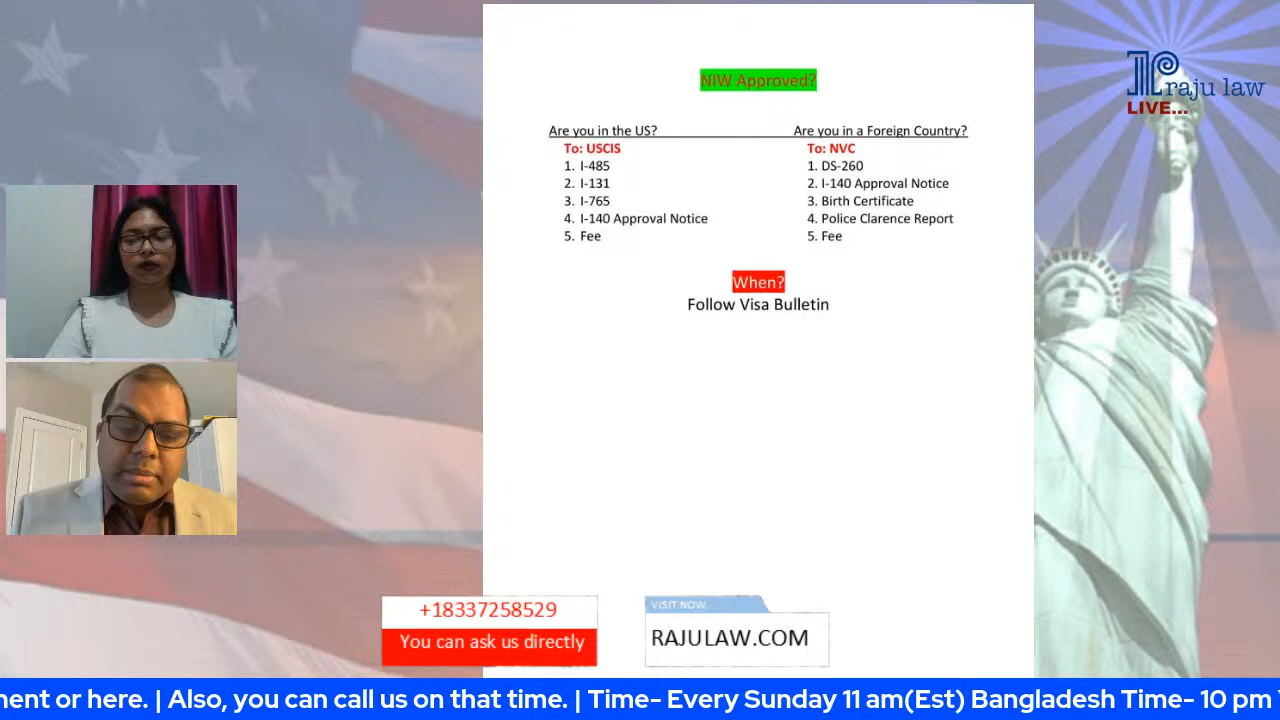 NIW Approved?
raju law
LIVE...
Are you in the US? Are you in a Foreign Country?
To: USCIS
1. I-485
2. I-131
3. I-765
4. I-140 Approval Notice
5. Fee
To: NVC
1. DS-260
2. I-140 Approval Notice
3. Birth Certificate
4. Police Clarence Report
5. Fee
When?
Follow Visa Bulletin
+18337258529
You can ask us directly
VISIT NOW
RAJULAW.COM
or here. | Also, you can call us on that time. | Time- Every Sunday 11 am(Est) Bangladesh Time- 10 pm